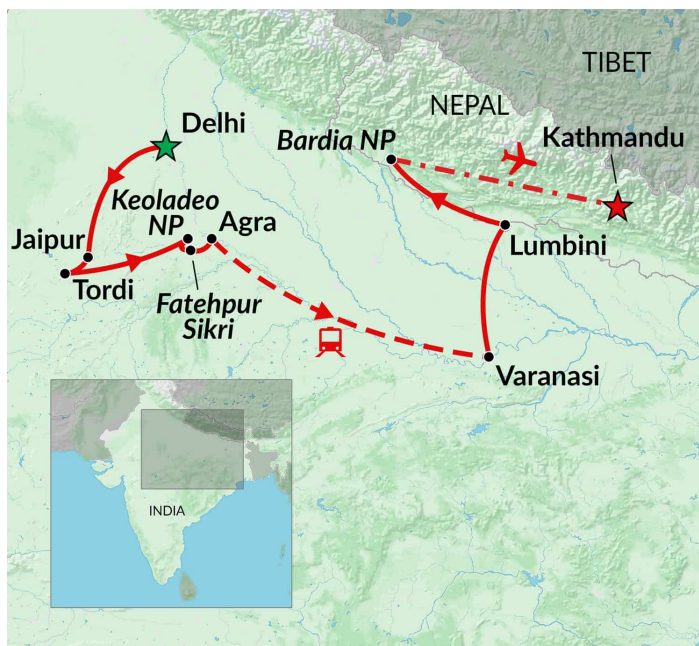 TIBET
NEPAL
Delhi
Bardia NP
Kathmandu
Keoladeo
NP
Agra
Jaipur
Lumbini
Tordi
Fatehpur
Sikri
Varanasi
INDIA